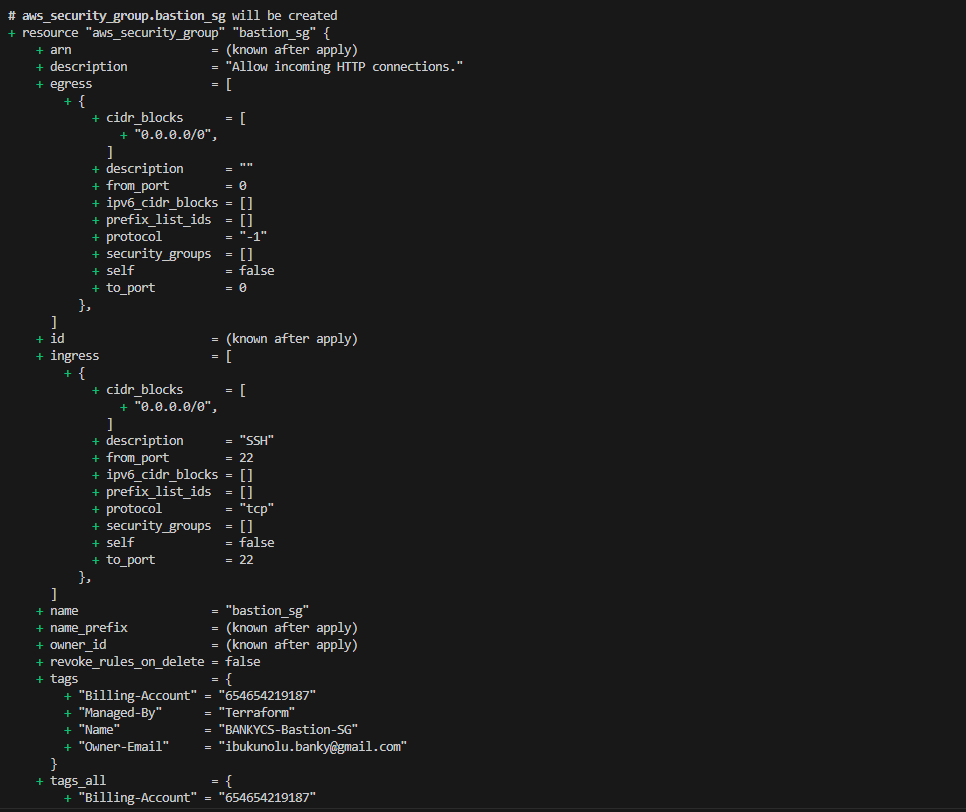 # aws_security_group.bastion_sg will be created
+ resource "aws_security_group" "bastion_sg" {
    + arn                    = (known after apply)
    + description            = "Allow incoming HTTP connections."
    + egress                 = [
        + {
            + cidr_blocks      = [
                + "0.0.0.0/0",
              ]
            + description      = ""
            + from_port        = 0
            + ipv6_cidr_blocks = []
            + prefix_list_ids  = []
            + protocol         = "-1"
            + security_groups  = []
            + self             = false
            + to_port          = 0
          },
      ]
    + id                     = (known after apply)
    + ingress                = [
        + {
            + cidr_blocks      = [
                + "0.0.0.0/0",
              ]
            + description      = "SSH"
            + from_port        = 22
            + ipv6_cidr_blocks = []
            + prefix_list_ids  = []
            + protocol         = "tcp"
            + security_groups  = []
            + self             = false
            + to_port          = 22
          },
      ]
    + name                   = "bastion_sg"
    + name_prefix            = (known after apply)
    + owner_id               = (known after apply)
    + revoke_rules_on_delete = false
    + tags                   = {
        + "Billing-Account" = "654654219187"
        + "Managed-By"      = "Terraform"
        + "Name"            = "BANKYCS-Bastion-SG"
        + "Owner-Email"     = "ibukunolu.banky@gmail.com"
      }
    + tags_all               = {
        + "Billing-Account" = "654654219187"